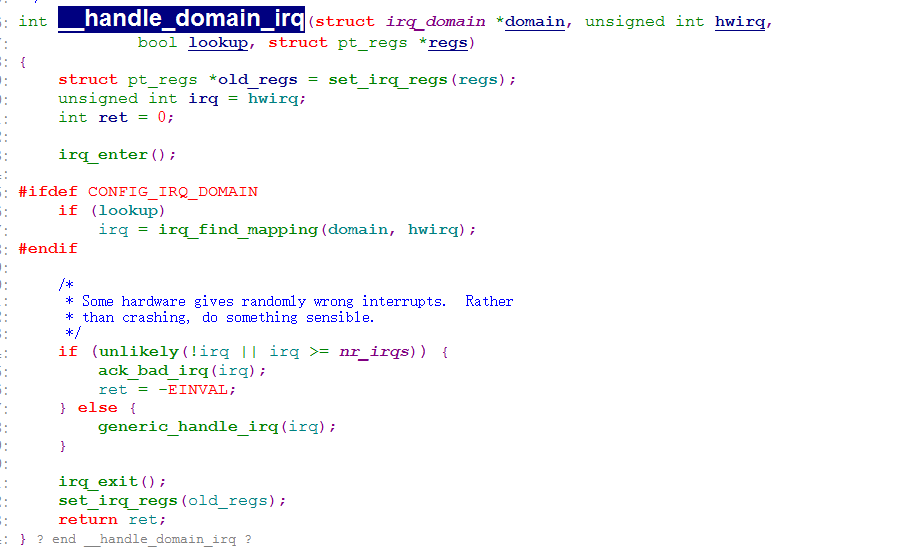 int __handle_domain_irq(struct irq_domain *domain, unsigned int hwirq,
bool lookup, struct pt_regs *regs)
{
struct pt_regs *old_regs = set_irq_regs(regs);
unsigned int irq = hwirq;
int ret = 0;
irq_enter();
#ifdef CONFIG_IRQ_DOMAIN
if (lookup)
irq = irq_find_mapping(domain, hwirq);
#endif
/*
* Some hardware gives randomly wrong interrupts.  Rather
* than crashing, do something sensible.
*/
if (unlikely(!irq || irq >= nr_irqs)) {
ack_bad_irq(irq);
ret = -EINVAL;
} else {
generic_handle_irq(irq);
}
irq_exit();
set_irq_regs(old_regs);
return ret;
} ? end __handle_domain_irq ?